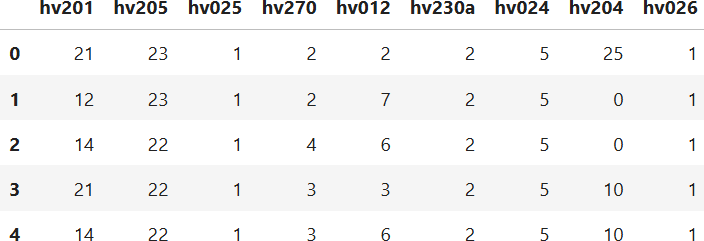 hv201 hv205 hv025 hv270 hv012 hv230a hv024 hv204 hv026
0 21 23 1 2 2 2 5 25 1
1 12 23 1 2 7 2 5 0 1
2 14 22 1 4 6 2 5 0 1
3 21 22 1 3 3 2 5 10 1
4 14 22 1 3 6 2 5 10 1